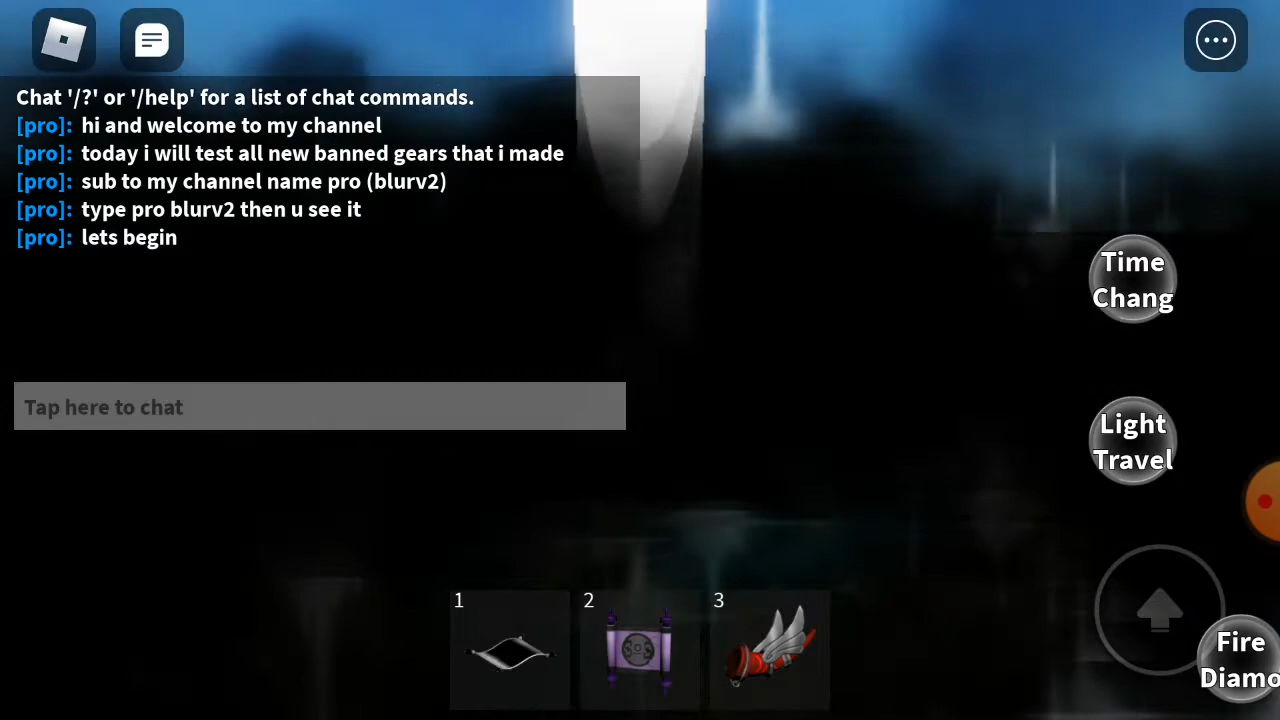 Chat '/?' or '/help' for a list of chat commands.
[pro]: hi and welcome to my channel
[pro]: today i will test all new banned gears that i made
[pro]: sub to my channel name pro (blurv2)
[pro]: type pro blurv2 then u see it
[pro]: lets begin
Time
Chang
Tap here to chat
Light
Travel
1
2
3
Fire
Diamo